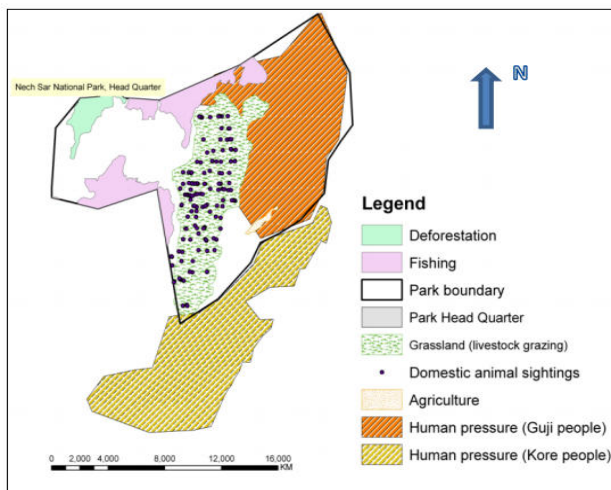 Nech Sar National Park, Head Quarter
N
Legend
Deforestation
Fishing
Park boundary
Park Head Quarter
Grassland (livestock grazing)
Domestic animal sightings
Agriculture
Human pressure (Guji people)
Human pressure (Kore people)
0 2,000 4,000 8,000 12,000 16,000
KM